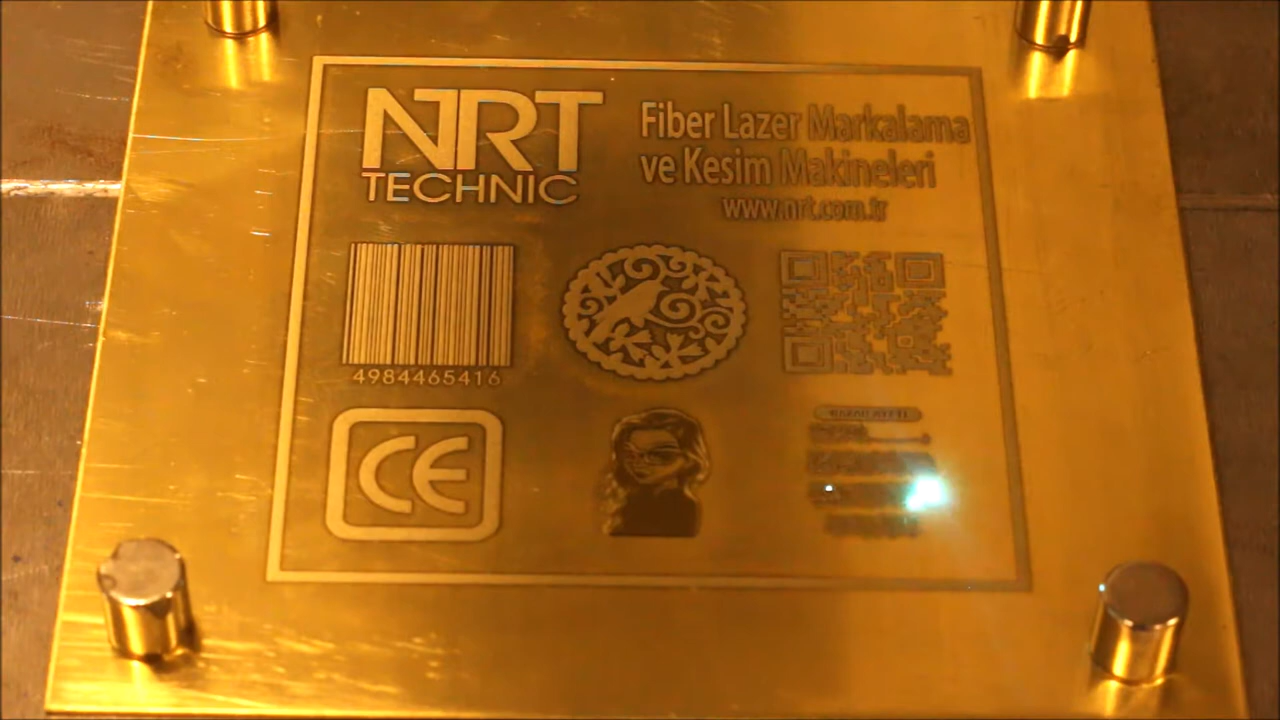 NRT
TECHNIC
Fiber Lazer Markalama
ve Kesim Makineleri
www.nrt.com.tr
4984465416
CE